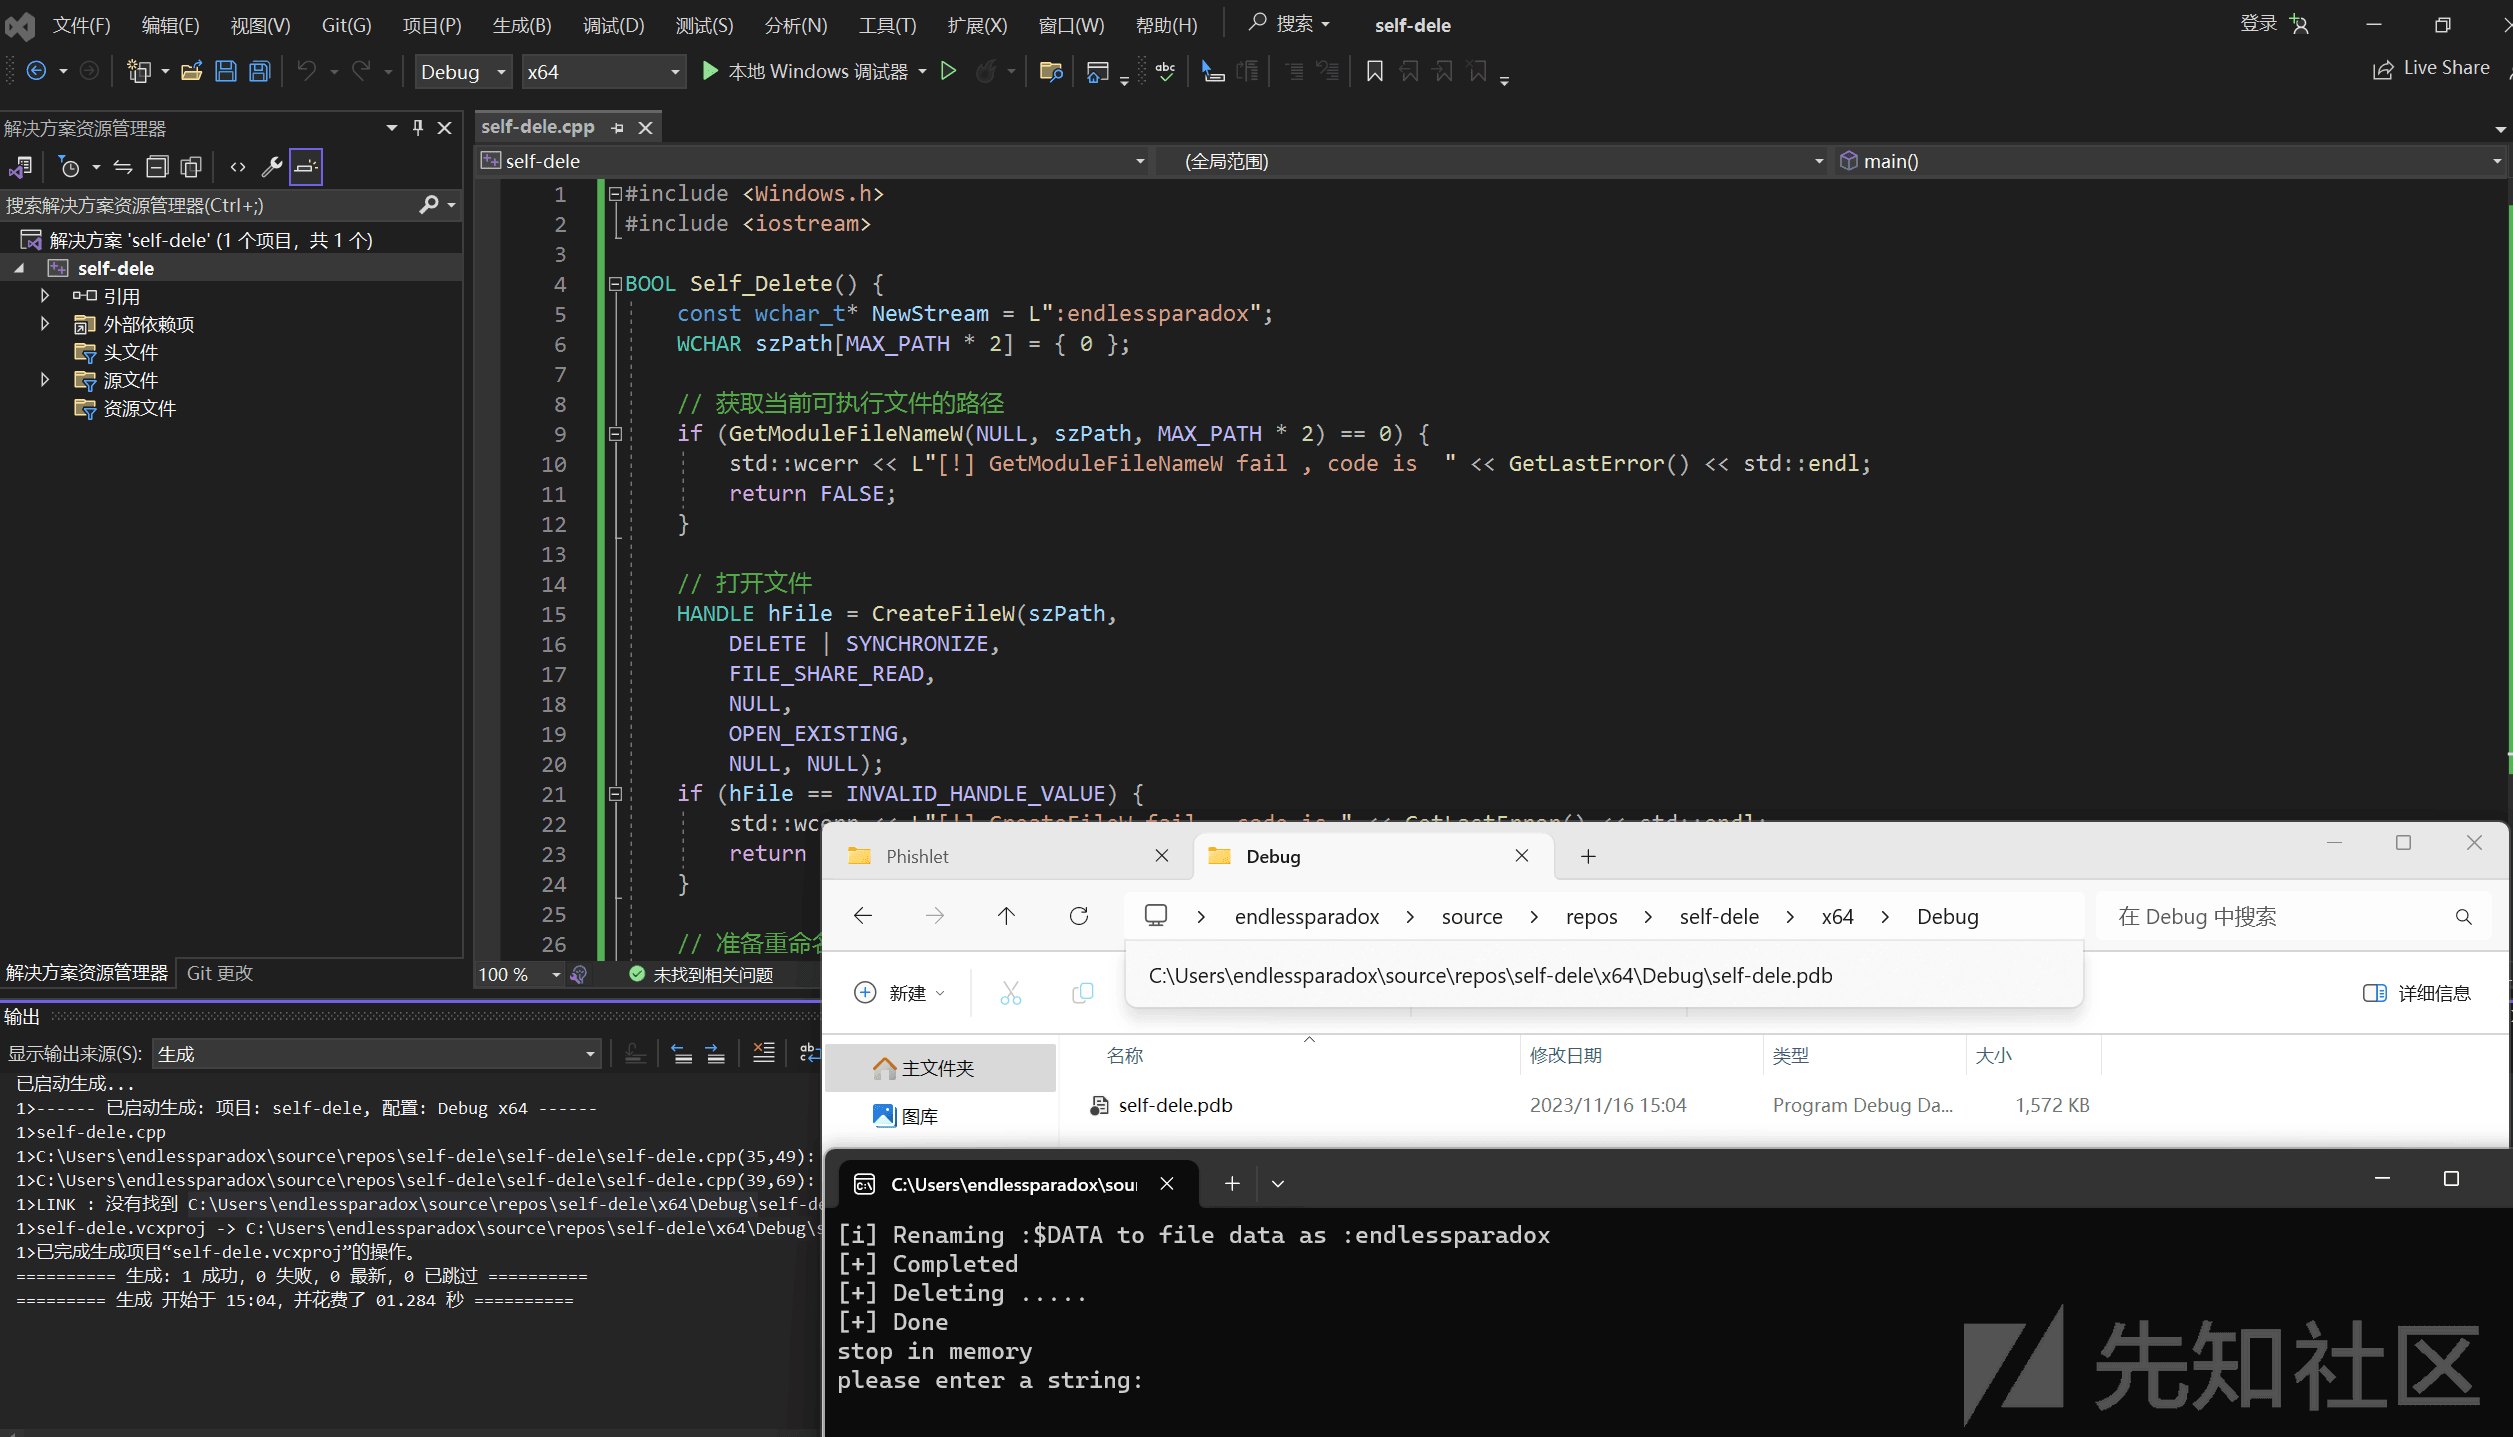 文件(F) 编辑(E) 视图(V) Git(G) 项目(P) 生成(B) 调试(D) 测试(S) 分析(N) 工具(T) 扩展(X) 窗口(W) 帮助(H) 搜索 self-dele 登录
Debug x64 本地 Windows 调试器 Live Share
解决方案资源管理器
搜索解决方案资源管理器(Ctrl+;)
解决方案 'self-dele' (1 个项目，共 1 个)
self-dele
引用
外部依赖项
头文件
源文件
资源文件
解决方案资源管理器 Git 更改
self-dele.cpp
self-dele (全局范围) main()
1 #include <Windows.h>
2 #include <iostream>
3
4 BOOL Self_Delete() {
5 const wchar_t* NewStream = L":endlessparadox";
6 WCHAR szPath[MAX_PATH * 2] = { 0 };
7
8 // 获取当前可执行文件的路径
9 if (GetModuleFileNameW(NULL, szPath, MAX_PATH * 2) == 0) {
10 std::wcerr << L"[!] GetModuleFileNameW fail , code is  " << GetLastError() << std::endl;
11 return FALSE;
12 }
13
14 // 打开文件
15 HANDLE hFile = CreateFileW(szPath,
16 DELETE | SYNCHRONIZE,
17 FILE_SHARE_READ,
18 NULL,
19 OPEN_EXISTING,
20 NULL, NULL);
21 if (hFile == INVALID_HANDLE_VALUE) {
22 std::wcerr << L"[!] CreateFileW fail , code is " << GetLastError() << std::endl;
23 return
24 }
25
26 // 准备重命名
100 % 未找到相关问题
输出
显示输出来源(S): 生成
已启动生成...
1>------ 已启动生成: 项目: self-dele, 配置: Debug x64 ------
1>self-dele.cpp
1>C:\Users\endlessparadox\source\repos\self-dele\self-dele\self-dele.cpp(35,49):
1>C:\Users\endlessparadox\source\repos\self-dele\self-dele\self-dele.cpp(39,69):
1>LINK : 没有找到 C:\Users\endlessparadox\source\repos\self-dele\x64\Debug\self-de
1>self-dele.vcxproj -> C:\Users\endlessparadox\source\repos\self-dele\x64\Debug\s
1>已完成生成项目“self-dele.vcxproj”的操作。
========== 生成: 1 成功，0 失败，0 最新，0 已跳过 ==========
========= 生成 开始于 15:04，并花费了 01.284 秒 ==========
Phishlet Debug
endlessparadox > source > repos > self-dele > x64 > Debug 在 Debug 中搜索
C:\Users\endlessparadox\source\repos\self-dele\x64\Debug\self-dele.pdb
新建 详细信息
名称 修改日期 类型 大小
主文件夹
图库
self-dele.pdb 2023/11/16 15:04 Program Debug Da... 1,572 KB
C:\Users\endlessparadox\sour
[i] Renaming :$DATA to file data as :endlessparadox
[+] Completed
[+] Deleting .....
[+] Done
stop in memory
please enter a string:
先知社区